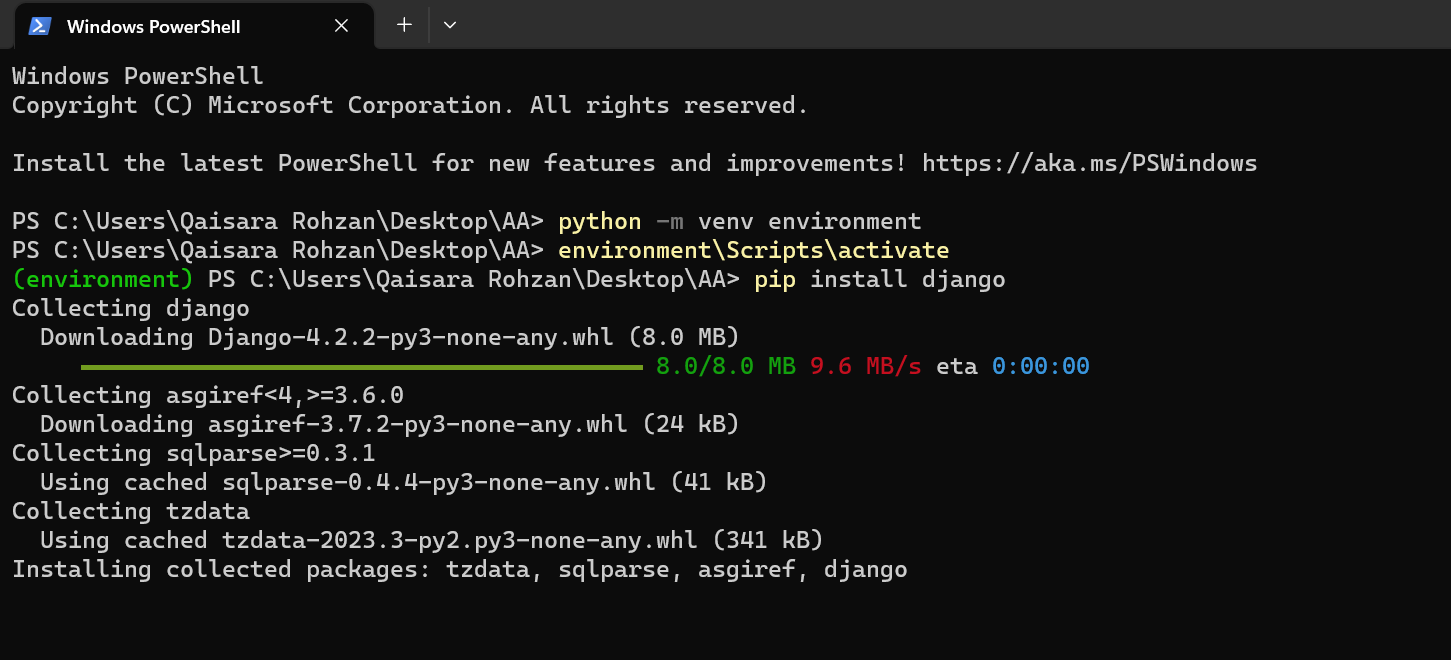 Windows PowerShell
Windows PowerShell
Copyright (C) Microsoft Corporation. All rights reserved.
Install the latest PowerShell for new features and improvements! https://aka.ms/PSWindows
PS C:\Users\Qaisara Rohzan\Desktop\AA> python -m venv environment
PS C:\Users\Qaisara Rohzan\Desktop\AA> environment\Scripts\activate
(environment) PS C:\Users\Qaisara Rohzan\Desktop\AA> pip install django
Collecting django
  Downloading Django-4.2.2-py3-none-any.whl (8.0 MB)
8.0/8.0 MB 9.6 MB/s eta 0:00:00
Collecting asgiref<4,>=3.6.0
  Downloading asgiref-3.7.2-py3-none-any.whl (24 kB)
Collecting sqlparse>=0.3.1
  Using cached sqlparse-0.4.4-py3-none-any.whl (41 kB)
Collecting tzdata
  Using cached tzdata-2023.3-py2.py3-none-any.whl (341 kB)
Installing collected packages: tzdata, sqlparse, asgiref, django